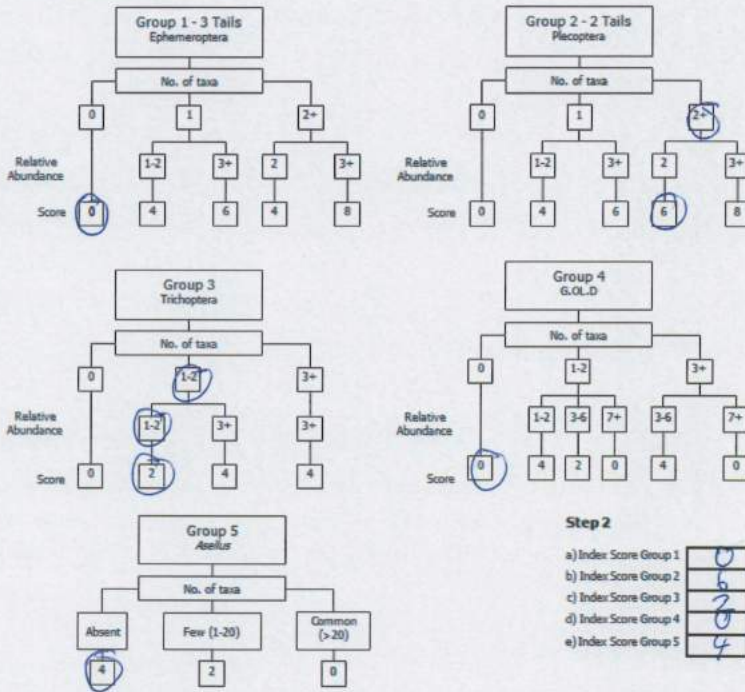 Group 1 - 3 Tails
Ephemeroptera
No. of taxa
0 1 2+
Relative Abundance
1-2 3+ 2 3+
Score 0 4 6 4 8
Group 2 - 2 Tails
Plecoptera
No. of taxa
0 1 2+
Relative Abundance
1-2 3+ 2 3+
Score 0 4 6 6 8
Group 3
Trichoptera
No. of taxa
0 1-2 3+
Relative Abundance
1-2 3+ 3+
Score 0 2 4 4
Group 4
G.OL.D
No. of taxa
0 1-2 3+
Relative Abundance
1-2 3-6 7+ 3-6 7+
Score 0 4 2 0 4 0
Group 5
Asellus
No. of taxa
Absent Few (1-20) Common (>20)
4 2 0
Step 2
a) Index Score Group 1 0
b) Index Score Group 2 6
c) Index Score Group 3 2
d) Index Score Group 4 0
e) Index Score Group 5 4